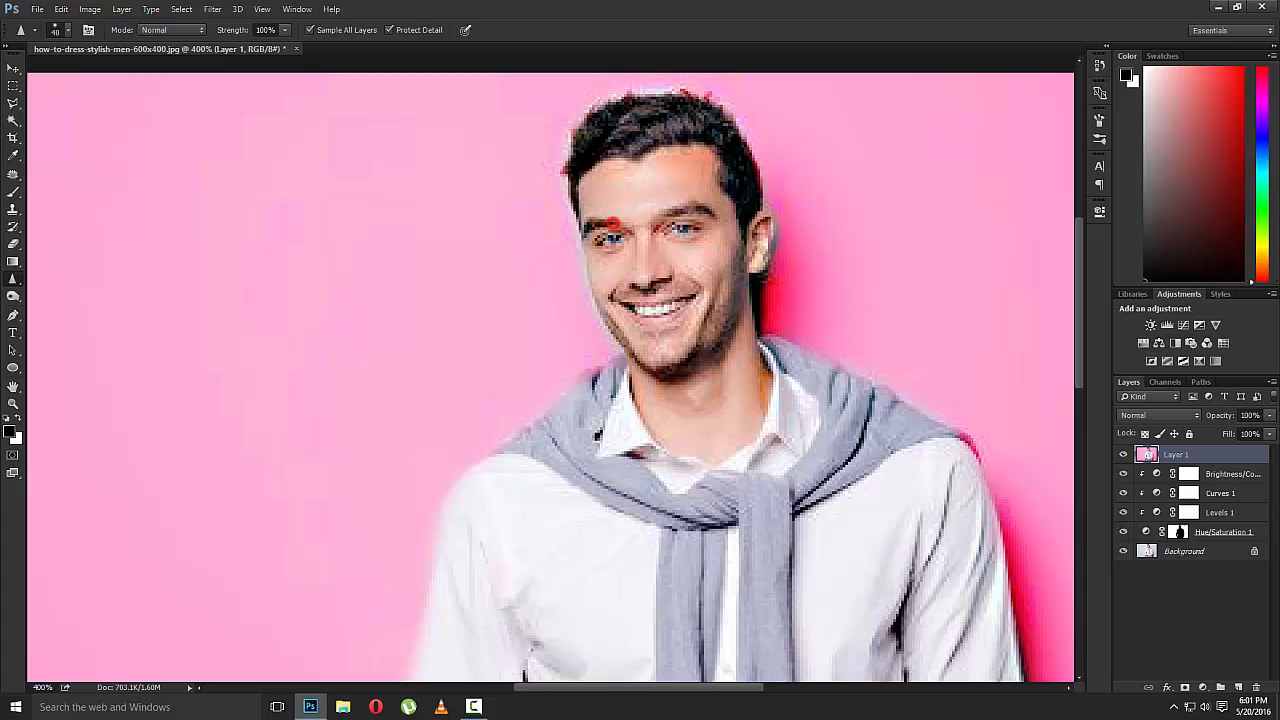 Ps File Edit Image Layer Type Select Filter 3D View Window Help
40 Mode: Normal Strength: 100% Sample All Layers Protect Detail Essentials
how-to-dress-stylish-men-600x400.jpg @ 400% (Layer 1, RGB/8#) *
Color Swatches
Libraries Adjustments Styles
Add an adjustment
Layers Channels Paths
Kind
Normal Opacity: 100%
Lock: Fill: 100%
Layer 1
Brightness/Co...
Curves 1
Levels 1
Hue/Saturation 1
Background
400% Doc: 703.1K/1.60M
Search the web and Windows
Ps
6:01 PM
5/20/2016